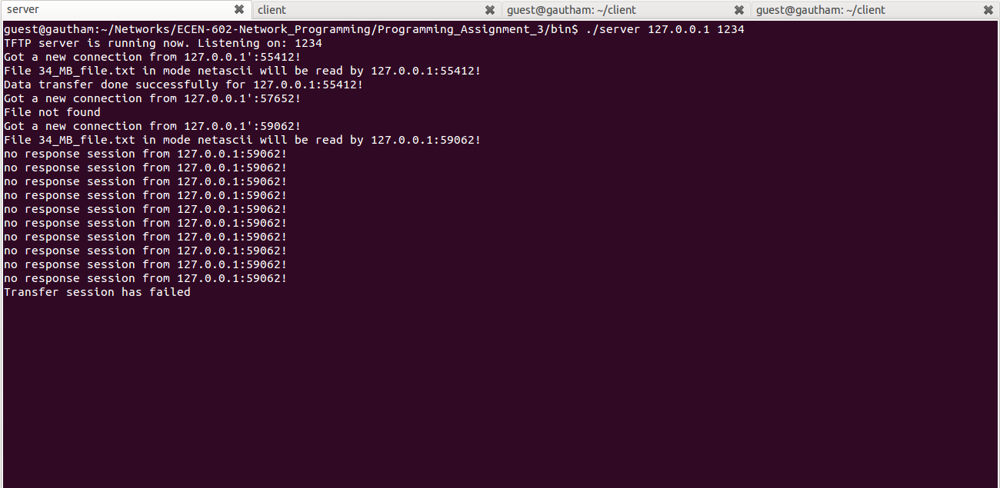 server
client
guest@gautham: ~/client
guest@gautham: ~/client
guest@gautham:~/Networks/ECEN-602-Network_Programming/Programming_Assignment_3/bin$ ./server 127.0.0.1 1234
TFTP server is running now. Listening on: 1234
Got a new connection from 127.0.0.1':55412!
File 34_MB_file.txt in mode netascii will be read by 127.0.0.1:55412!
Data transfer done successfully for 127.0.0.1:55412!
Got a new connection from 127.0.0.1':57652!
File not found
Got a new connection from 127.0.0.1':59062!
File 34_MB_file.txt in mode netascii will be read by 127.0.0.1:59062!
no response session from 127.0.0.1:59062!
no response session from 127.0.0.1:59062!
no response session from 127.0.0.1:59062!
no response session from 127.0.0.1:59062!
no response session from 127.0.0.1:59062!
no response session from 127.0.0.1:59062!
no response session from 127.0.0.1:59062!
no response session from 127.0.0.1:59062!
no response session from 127.0.0.1:59062!
no response session from 127.0.0.1:59062!
Transfer session has failed